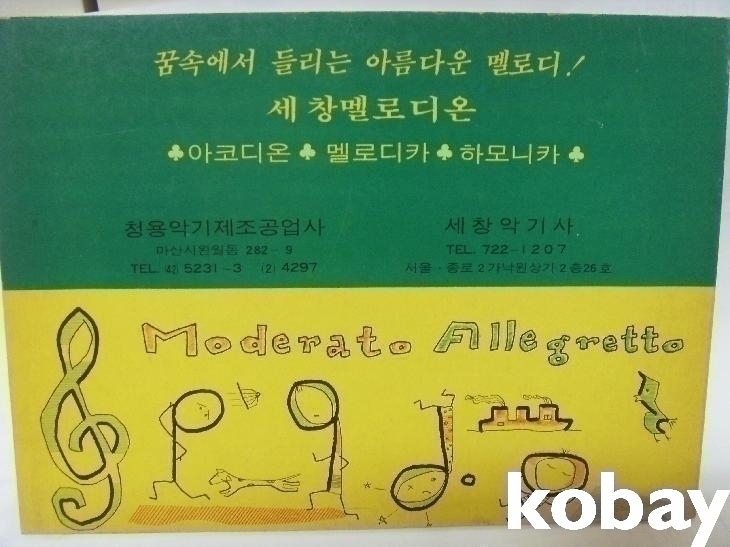 꿈속에서 들리는 아름다운 멜로디!
세창멜로디온
♣아코디온♣ 멜로디카♣하모니카♣
청용악기제조공업사
마산시완월동 282-9
TEL. (42) 5231~3 (2) 4297
세창악기사
TEL. 722-1207
서울·종로2가낙원상가2층26호
Moderato Allegretto
kobay